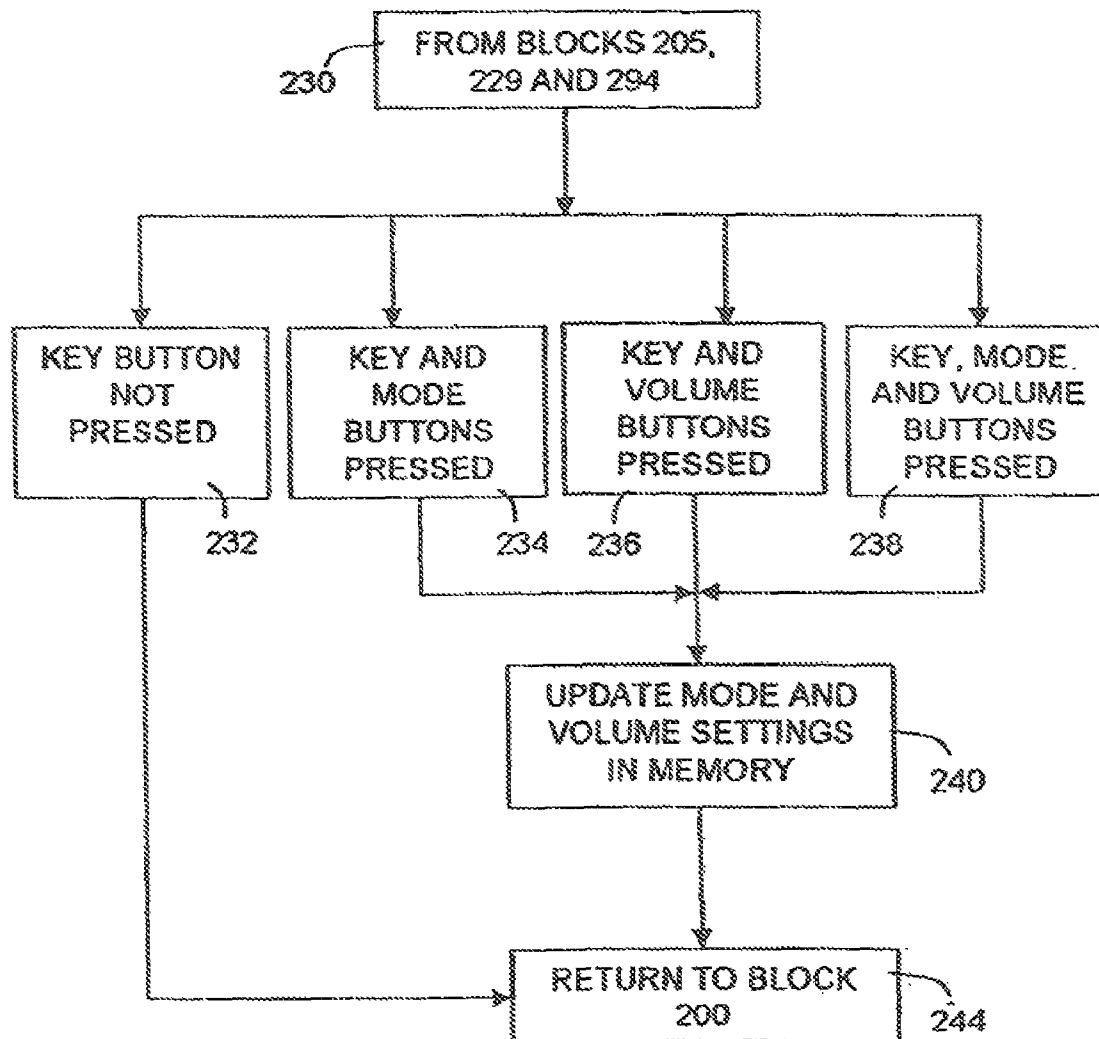 FROM BLOCKS 205,
229 AND 294
230
KEY BUTTON
NOT
PRESSED
232
KEY AND
MODE
BUTTONS
PRESSED
234
KEY AND
VOLUME
BUTTONS
PRESSED
236
KEY, MODE.
AND VOLUME
BUTTONS
PRESSED
238
UPDATE MODE AND
VOLUME SETTINGS
IN MEMORY
240
RETURN TO BLOCK
200
244